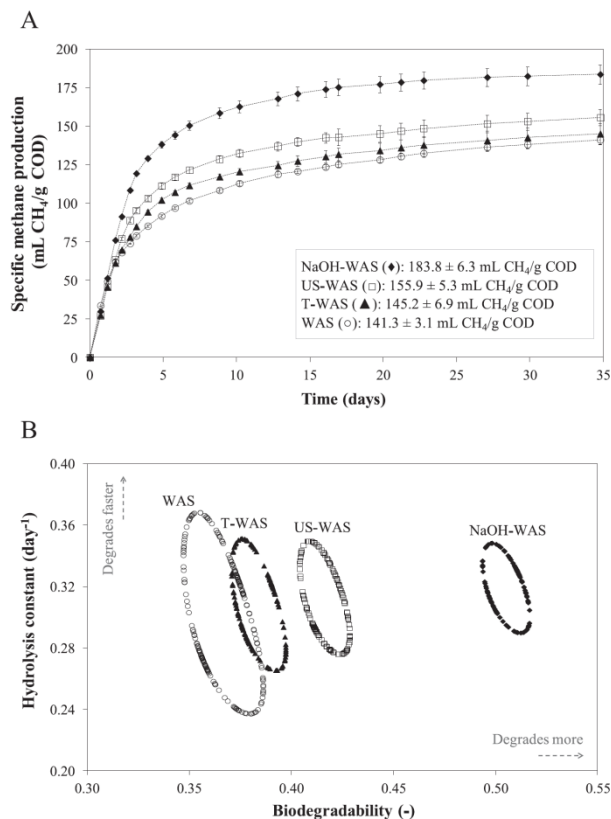 A
Specific methane production
(mL CH₄/g COD)
200
175
150
125
100
75
50
25
0
NaOH-WAS (♦): 183.8 ± 6.3 mL CH₄/g COD
US-WAS (□): 155.9 ± 5.3 mL CH₄/g COD
T-WAS (▲): 145.2 ± 6.9 mL CH₄/g COD
WAS (○): 141.3 ± 3.1 mL CH₄/g COD
0 5 10 15 20 25 30 35
Time (days)
B
Hydrolysis constant (day⁻¹)
0.40
0.36
0.32
0.28
0.24
0.20
Degrades faster
WAS
T-WAS
US-WAS
NaOH-WAS
Degrades more
0.30 0.35 0.40 0.45 0.50 0.55
Biodegradability (-)